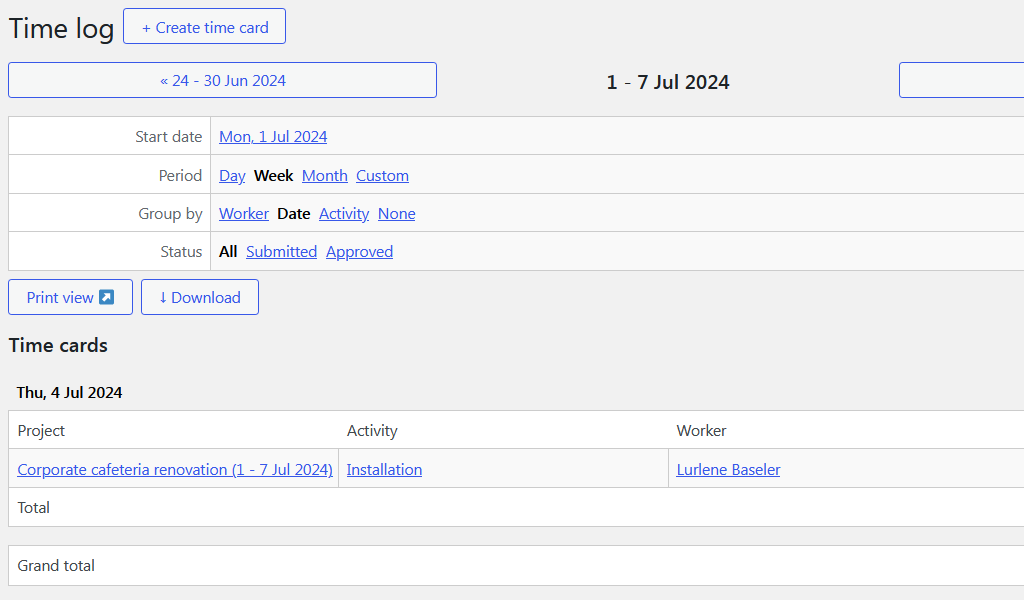 Time log + Create time card
« 24 - 30 Jun 2024 1 - 7 Jul 2024
Start date Mon, 1 Jul 2024
Period Day Week Month Custom
Group by Worker Date Activity None
Status All Submitted Approved
Print view ↗ ↓ Download
Time cards
Thu, 4 Jul 2024
Project Activity Worker
Corporate cafeteria renovation (1 - 7 Jul 2024) Installation Lurlene Baseler
Total
Grand total